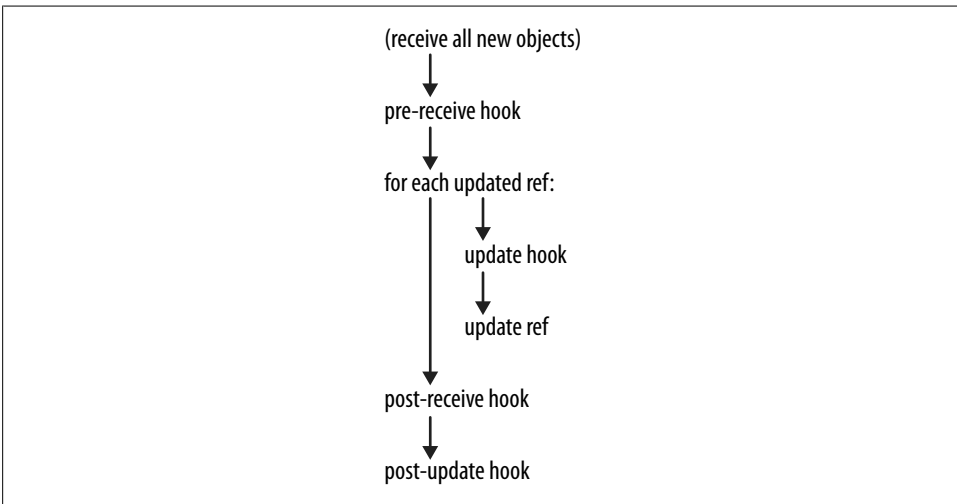 (receive all new objects)
pre-receive hook
for each updated ref:
update hook
update ref
post-receive hook
post-update hook